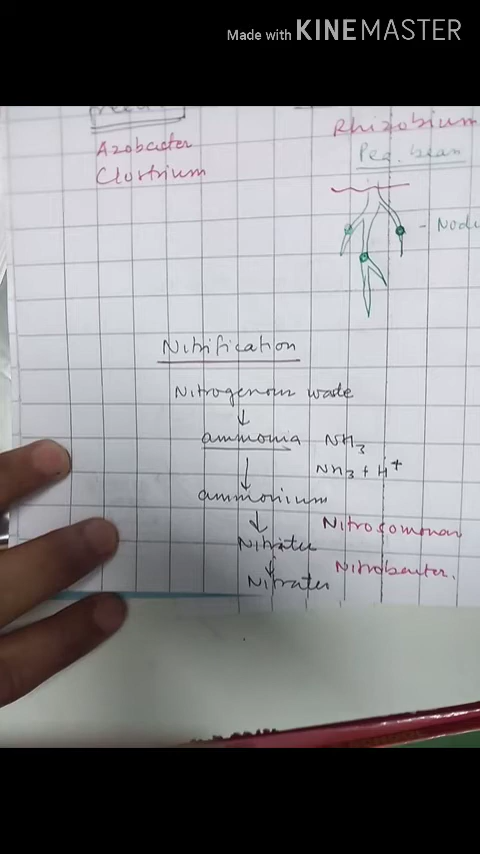 Made with KINEMASTER
Azobacter
Clostrium
Rhizobium
Pea. bean
- Nodu
Nitrification
Nitrogenous waste
ammonia NH3
NH3 + H+
ammonium
Nitrosomonas
Nitrites
Nitrobacter.
Nitrates